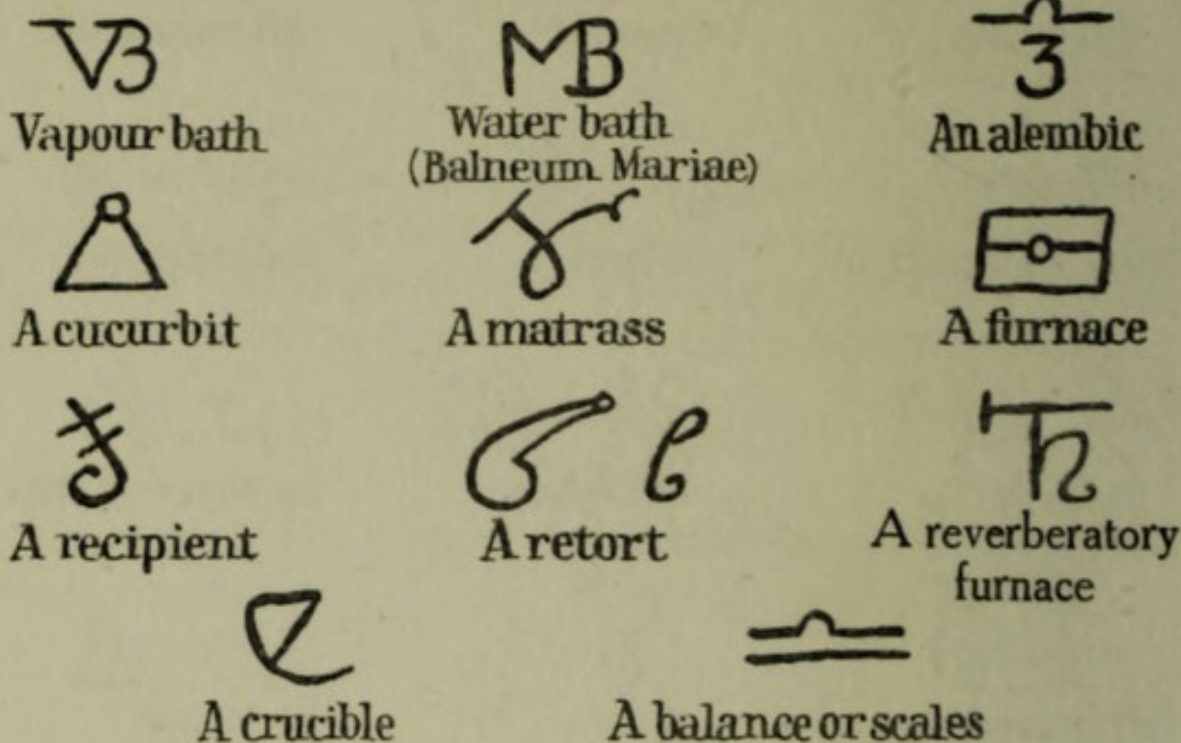 VB MB 3
Vapour bath Water bath An alembic
(Balneum Mariae)
A cucurbit A matrass A furnace
A recipient A retort A reverberatory
furnace
A crucible A balance or scales